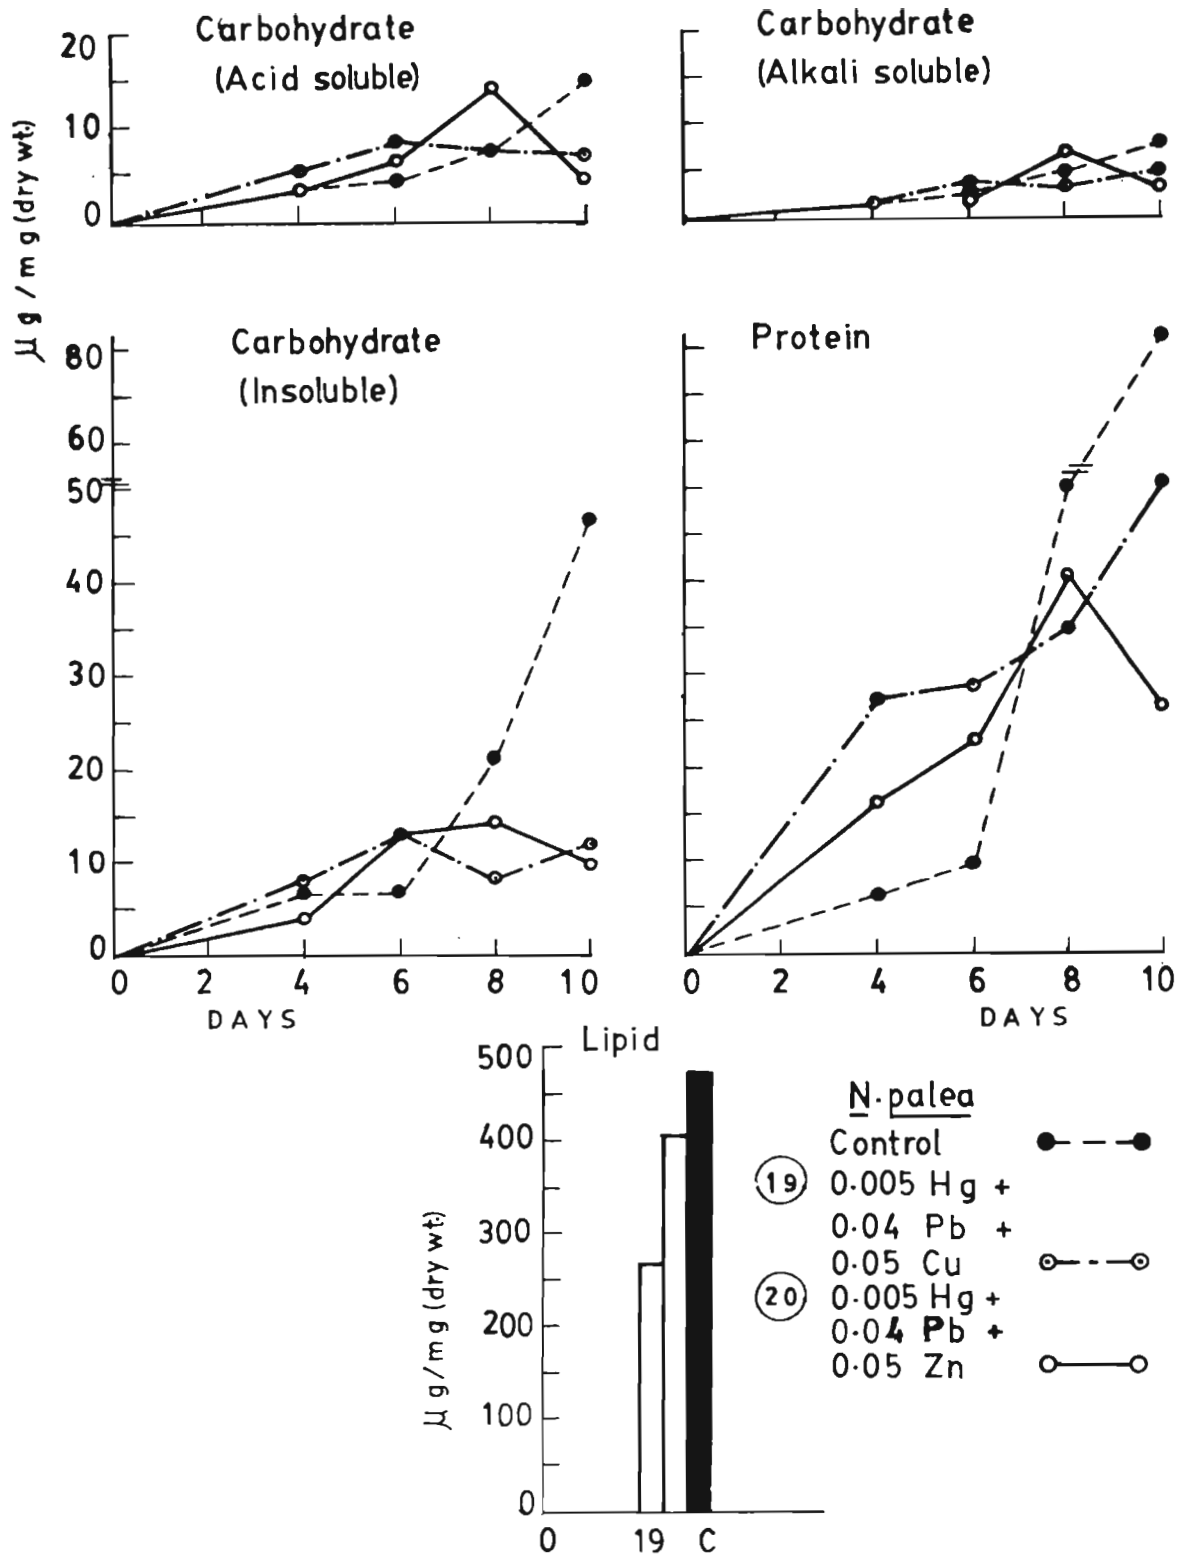 Carbohydrate
(Acid soluble)
20
10
0
Carbohydrate
(Alkali soluble)
μg/mg(dry wt.)
Carbohydrate
(Insoluble)
80
60
50
40
30
20
10
0
0 2 4 6 8 10
DAYS
Protein
0 2 4 6 8 10
DAYS
Lipid
500
400
300
200
100
0
μg/mg(dry wt.)
0 19 C
N.palea
Control
19 0.005 Hg +
0.04 Pb +
0.05 Cu
20 0.005 Hg +
0.04 Pb +
0.05 Zn